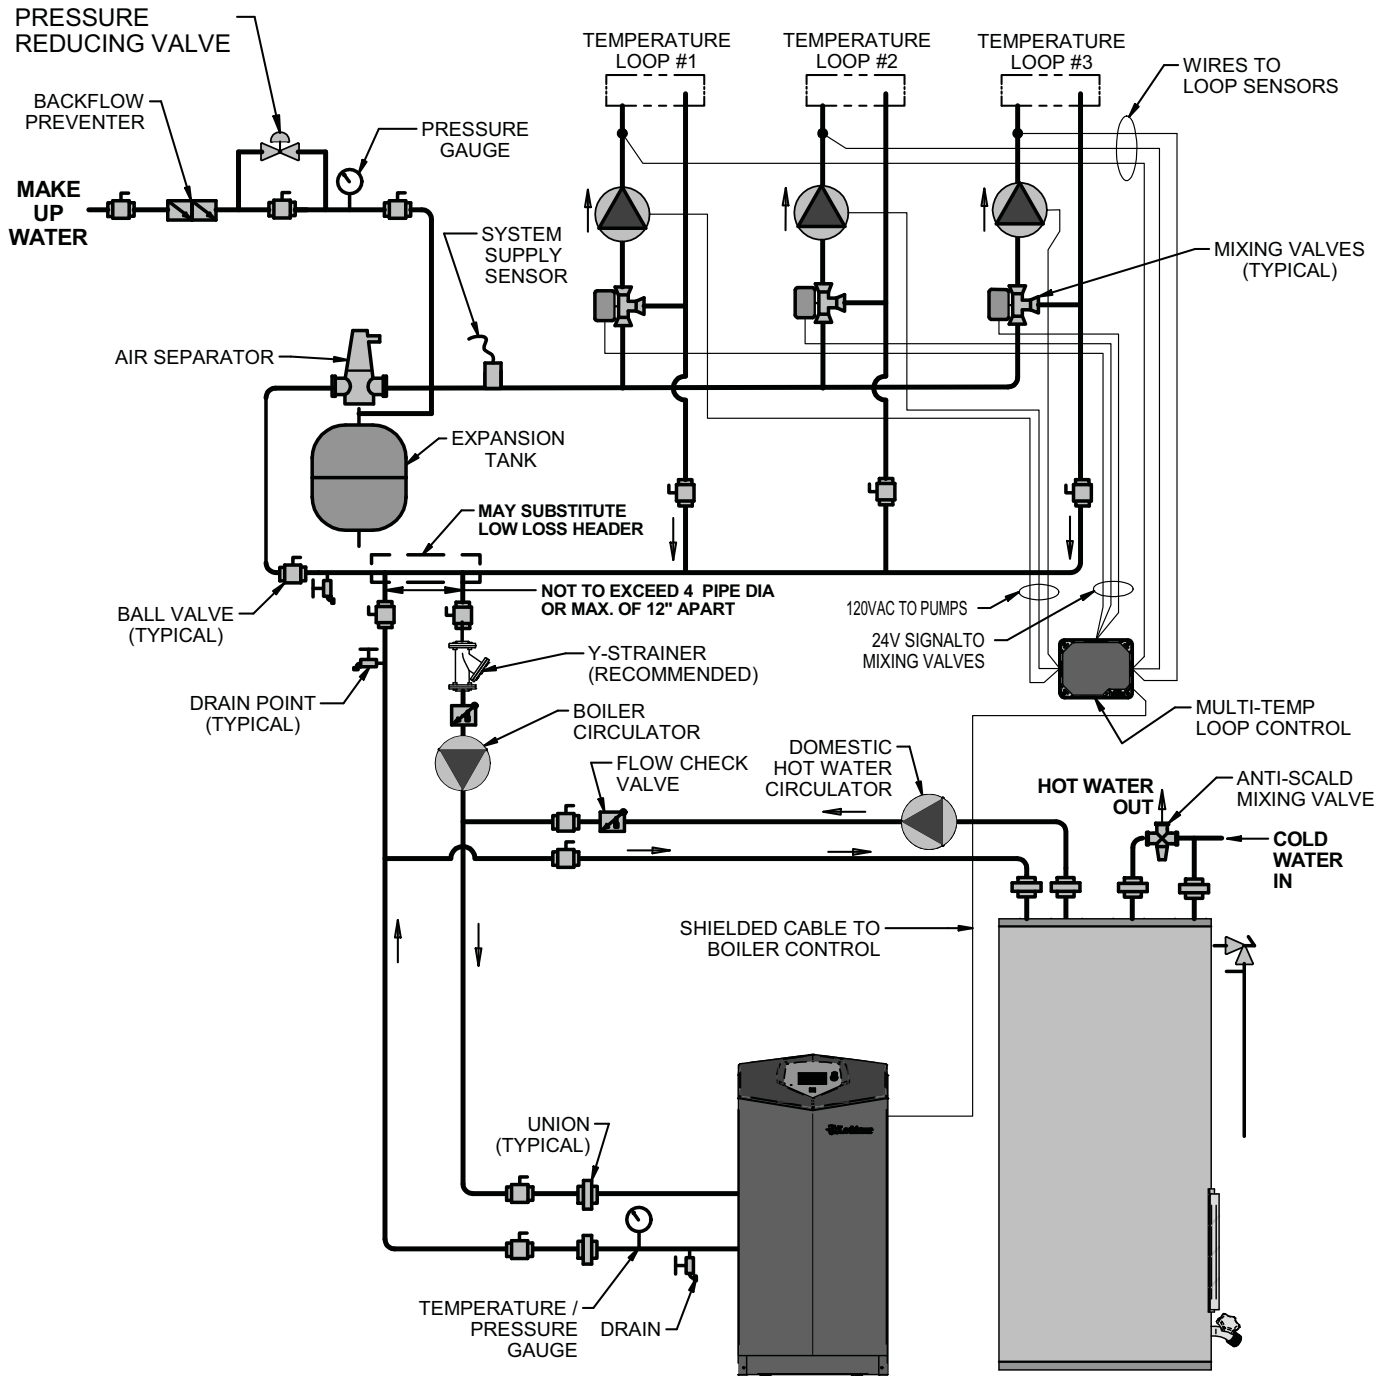 PRESSURE
REDUCING VALVE
BACKFLOW
PREVENTER
PRESSURE
GAUGE
MAKE
UP
WATER
TEMPERATURE
LOOP #1
TEMPERATURE
LOOP #2
TEMPERATURE
LOOP #3
WIRES TO
LOOP SENSORS
SYSTEM
SUPPLY
SENSOR
MIXING VALVES
(TYPICAL)
AIR SEPARATOR
EXPANSION
TANK
MAY SUBSTITUTE
LOW LOSS HEADER
NOT TO EXCEED 4 PIPE DIA
OR MAX. OF 12" APART
BALL VALVE
(TYPICAL)
120VAC TO PUMPS
24V SIGNALTO
MIXING VALVES
Y-STRAINER
(RECOMMENDED)
DRAIN POINT
(TYPICAL)
BOILER
CIRCULATOR
MULTI-TEMP
LOOP CONTROL
FLOW CHECK
VALVE
DOMESTIC
HOT WATER
CIRCULATOR
HOT WATER
OUT
ANTI-SCALD
MIXING VALVE
COLD
WATER
IN
SHIELDED CABLE TO
BOILER CONTROL
UNION
(TYPICAL)
TEMPERATURE /
PRESSURE
GAUGE
DRAIN